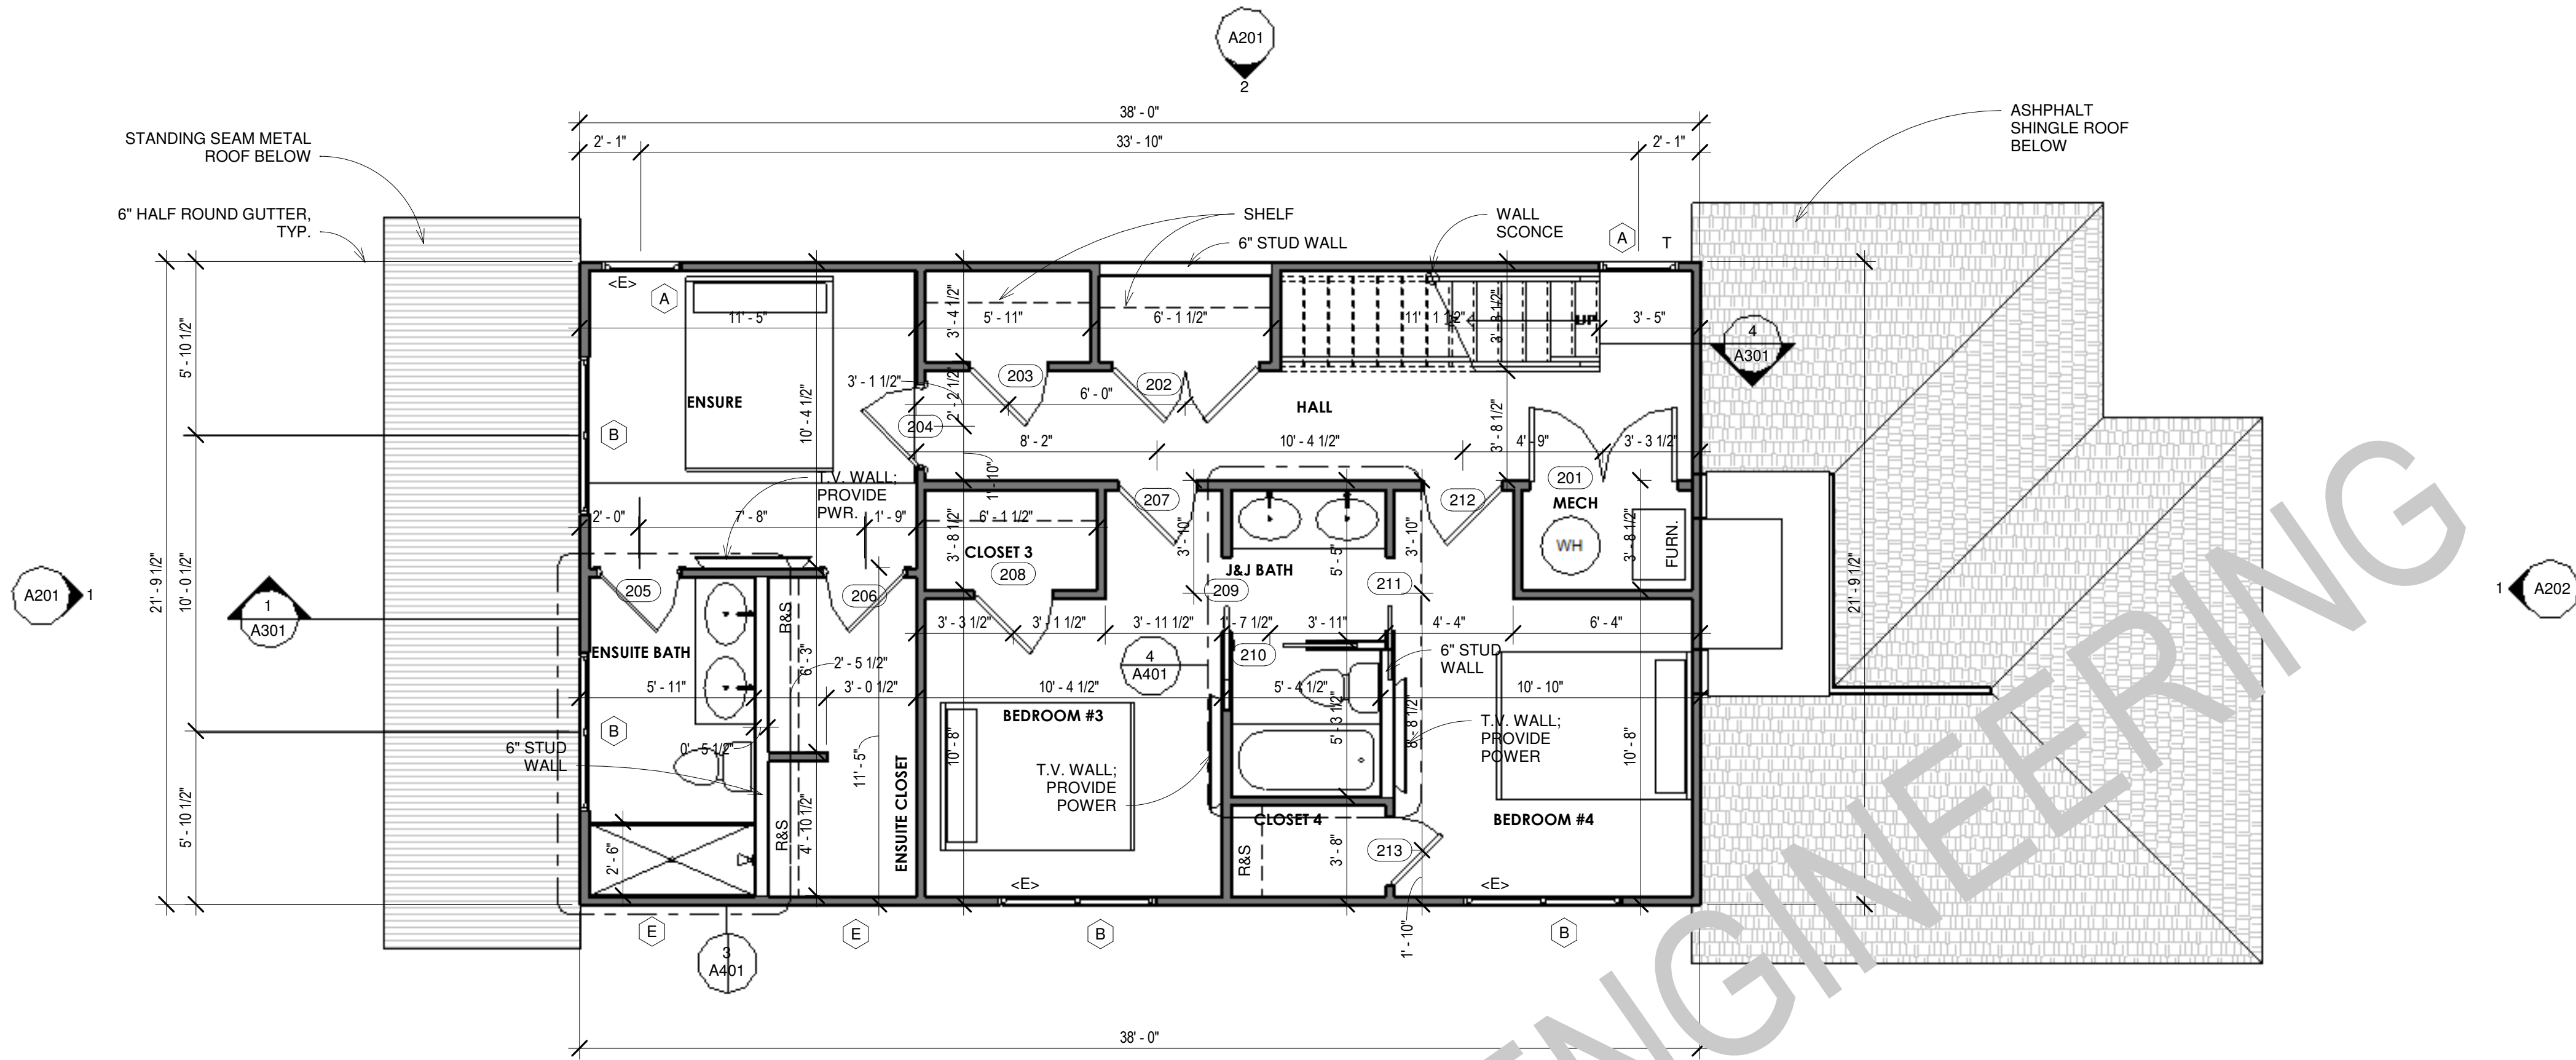 A201
2
38' - 0"
2' - 1"
33' - 10"
2' - 1"
STANDING SEAM METAL
ROOF BELOW
ASHPHALT
SHINGLE ROOF
BELOW
6" HALF ROUND GUTTER,
TYP.
SHELF
6" STUD WALL
WALL
SCONCE
A
T
<E>
A
5' - 10 1/2"
11' - 5"
3' - 4 1/2"
5' - 11"
6' - 1 1/2"
11' - 1 1/2"
3' - 8 1/2"
UP
3' - 5"
4
A301
203
202
3' - 1 1/2"
2' - 2 1/2"
6' - 0"
ENSURE
10' - 4 1/2"
HALL
204
B
8' - 2"
10' - 4 1/2"
3' - 8 1/2"
4' - 9"
3' - 3 1/2"
1' - 10"
T.V. WALL;
PROVIDE
PWR.
201
MECH
207
212
2' - 0"
7' - 8"
1' - 9"
6' - 1 1/2"
3' - 8 1/2"
CLOSET 3
208
3' - 10"
5' - 5"
3' - 10"
WH
3' - 8 1/2"
FURN.
J&J BATH
21' - 9 1/2"
10' - 0 1/2"
A201
1
1
A301
205
206
209
211
21' - 9 1/2"
1
A202
R&S
3' - 3 1/2"
3' - 1 1/2"
3' - 11 1/2"
1' - 7 1/2"
3' - 11"
4' - 4"
6' - 4"
ENSUITE BATH
6' - 3"
2' - 5 1/2"
4
A401
210
6" STUD
WALL
5' - 11"
3' - 0 1/2"
10' - 4 1/2"
5' - 4 1/2"
10' - 10"
BEDROOM #3
5' - 3 1/2"
8' - 8 1/2"
T.V. WALL;
PROVIDE
POWER
B
6" STUD
WALL
0' - 5 1/2"
11' - 5"
10' - 8"
10' - 8"
T.V. WALL;
PROVIDE
POWER
ENSUITE CLOSET
5' - 10 1/2"
R&S
4' - 10 1/2"
2' - 6"
CLOSET 4
BEDROOM #4
R&S
3' - 8"
213
<E>
<E>
E
E
B
1' - 10"
B
3
A401
38' - 0"
ENGINEERING